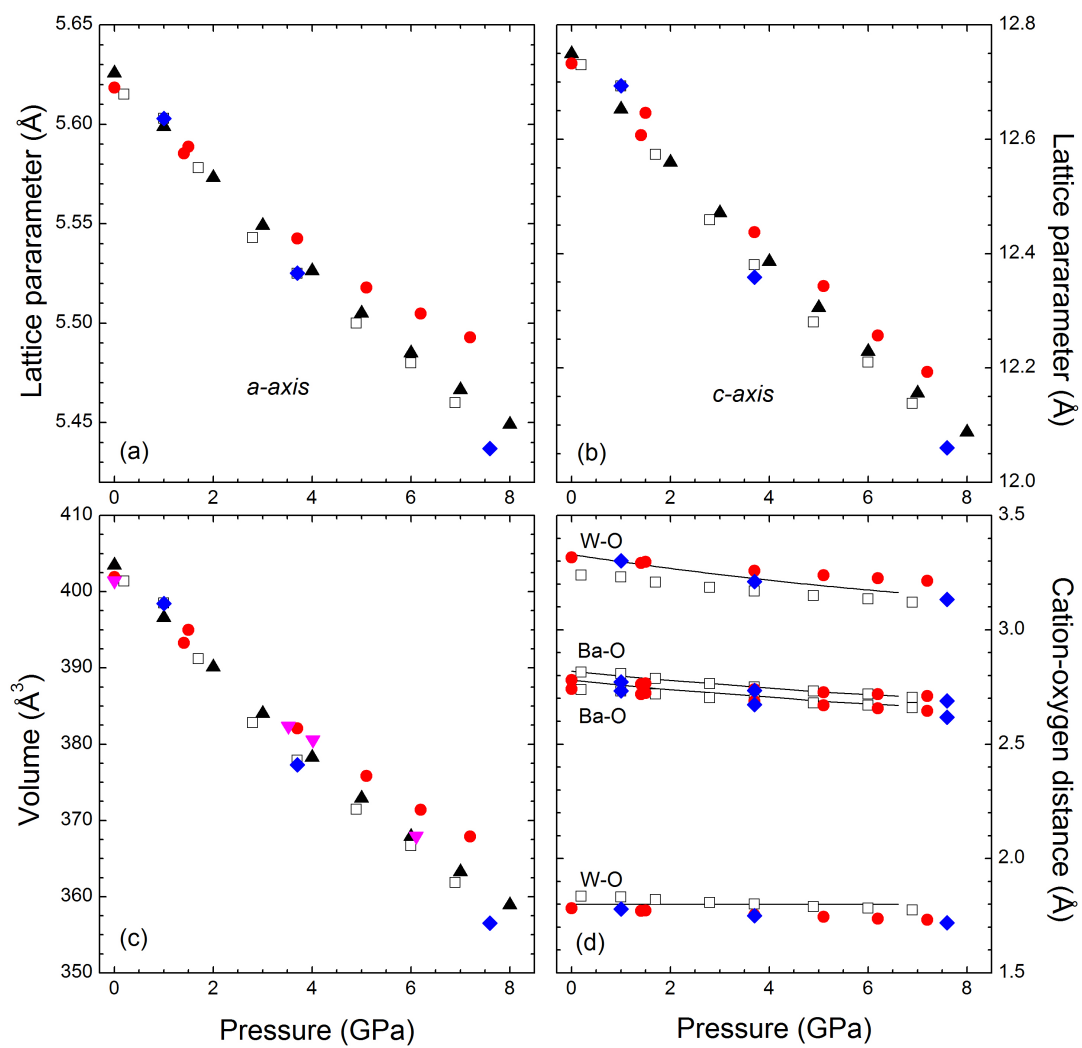 5.65
5.60
5.55
5.50
5.45
0 2 4 6 8
Lattice pararameter (Å)
a-axis
(a)
12.8
12.6
12.4
12.2
12.0
0 2 4 6 8
Lattice pararameter (Å)
c-axis
(b)
410
400
390
380
370
360
350
0 2 4 6 8
Volume (Å³)
(c)
Pressure (GPa)
3.5
3.0
2.5
2.0
1.5
0 2 4 6 8
Cation-oxygen distance (Å)
W-O
Ba-O
Ba-O
W-O
(d)
Pressure (GPa)